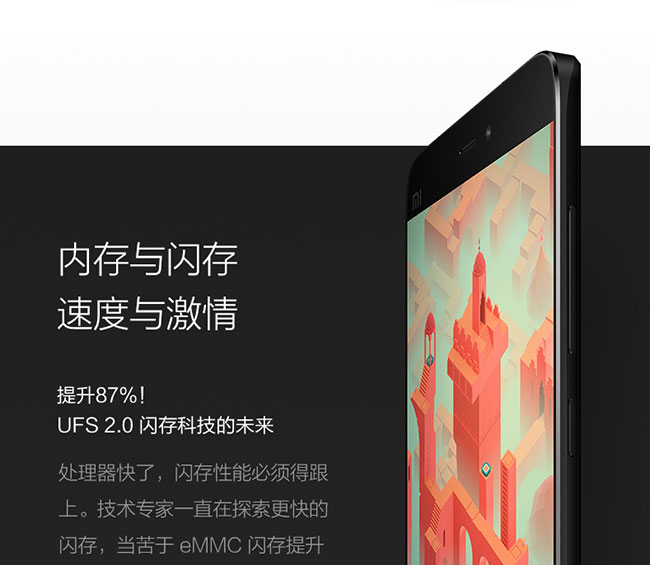 内存与闪存
速度与激情
提升87%！
UFS 2.0 闪存科技的未来
处理器快了，闪存性能必须得跟
上。技术专家一直在探索更快的
闪存，当苦于 eMMC 闪存提升
MI